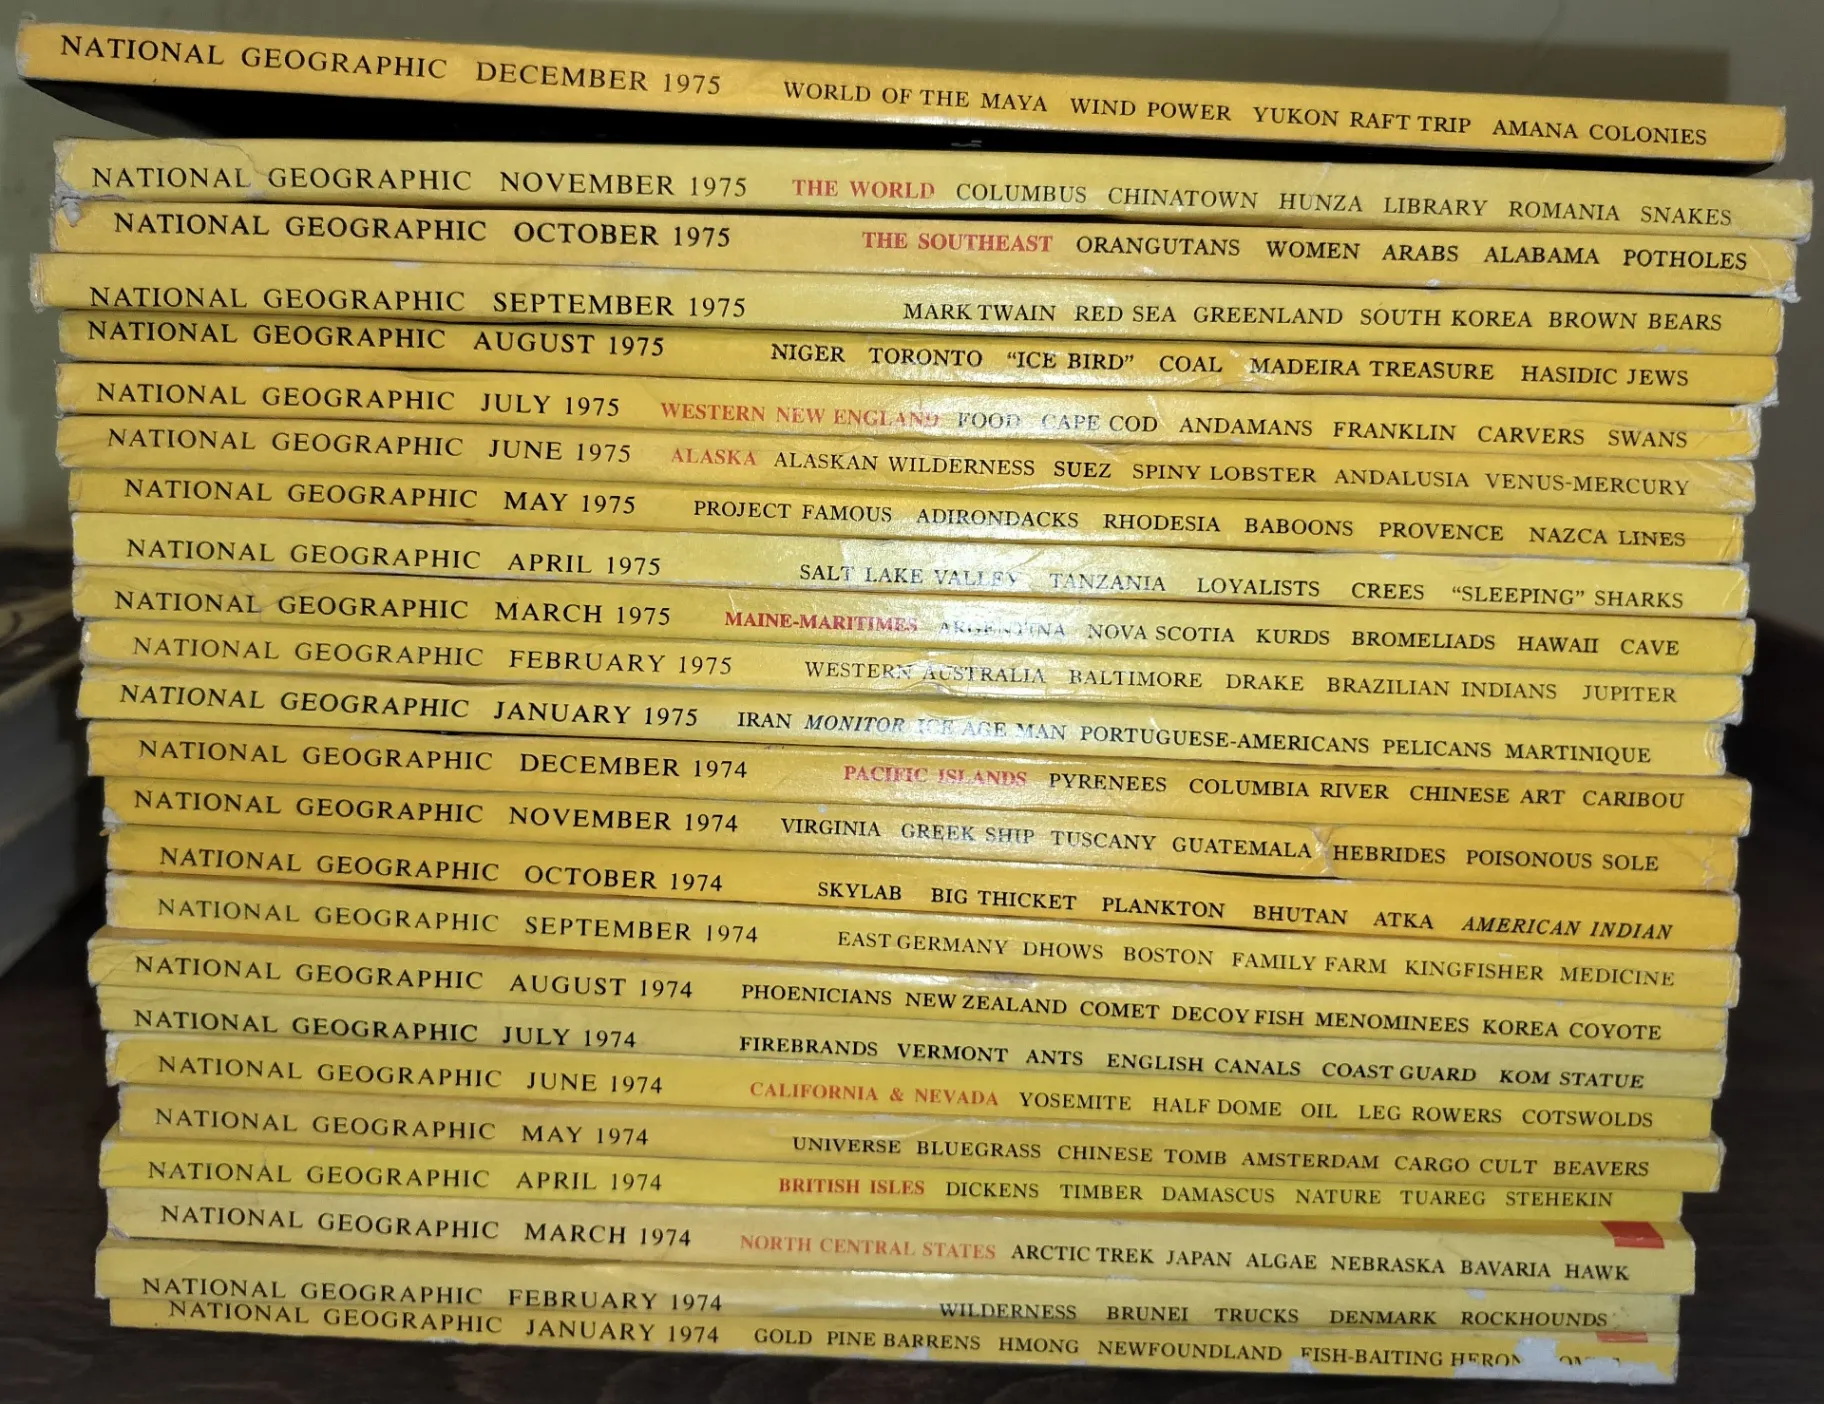 NATIONAL GEOGRAPHIC DECEMBER 1975 WORLD OF THE MAYA WIND POWER YUKON RAFT TRIP AMANA COLONIES
NATIONAL GEOGRAPHIC NOVEMBER 1975 THE WORLD COLUMBUS CHINATOWN HUNZA LIBRARY ROMANIA SNAKES
NATIONAL GEOGRAPHIC OCTOBER 1975 THE SOUTHEAST ORANGUTANS WOMEN ARABS ALABAMA POTHOLES
NATIONAL GEOGRAPHIC SEPTEMBER 1975 MARK TWAIN RED SEA GREENLAND SOUTH KOREA BROWN BEARS
NATIONAL GEOGRAPHIC AUGUST 1975 NIGER TORONTO "ICE BIRD" COAL MADEIRA TREASURE HASIDIC JEWS
NATIONAL GEOGRAPHIC JULY 1975 WESTERN NEW ENGLAND FOOD CAPE COD ANDAMANS FRANKLIN CARVERS SWANS
NATIONAL GEOGRAPHIC JUNE 1975 ALASKA ALASKAN WILDERNESS SUEZ SPINY LOBSTER ANDALUSIA VENUS-MERCURY
NATIONAL GEOGRAPHIC MAY 1975 PROJECT FAMOUS ADIRONDACKS RHODESIA BABOONS PROVENCE NAZCA LINES
NATIONAL GEOGRAPHIC APRIL 1975 SALT LAKE VALLEY TANZANIA LOYALISTS CREES "SLEEPING" SHARKS
NATIONAL GEOGRAPHIC MARCH 1975 MAINE-MARITIMES ARGENTINA NOVA SCOTIA KURDS BROMELIADS HAWAII CAVE
NATIONAL GEOGRAPHIC FEBRUARY 1975 WESTERN AUSTRALIA BALTIMORE DRAKE BRAZILIAN INDIANS JUPITER
NATIONAL GEOGRAPHIC JANUARY 1975 IRAN MONITOR ICE AGE MAN PORTUGUESE-AMERICANS PELICANS MARTINIQUE
NATIONAL GEOGRAPHIC DECEMBER 1974 PACIFIC ISLANDS PYRENEES COLUMBIA RIVER CHINESE ART CARIBOU
NATIONAL GEOGRAPHIC NOVEMBER 1974 VIRGINIA GREEK SHIP TUSCANY GUATEMALA HEBRIDES POISONOUS SOLE
NATIONAL GEOGRAPHIC OCTOBER 1974 SKYLAB BIG THICKET PLANKTON BHUTAN ATKA AMERICAN INDIAN
NATIONAL GEOGRAPHIC SEPTEMBER 1974 EAST GERMANY DHOWS BOSTON FAMILY FARM KINGFISHER MEDICINE
NATIONAL GEOGRAPHIC AUGUST 1974 PHOENICIANS NEW ZEALAND COMET DECOY FISH MENOMINEES KOREA COYOTE
NATIONAL GEOGRAPHIC JULY 1974 FIREBRANDS VERMONT ANTS ENGLISH CANALS COAST GUARD KOM STATUE
NATIONAL GEOGRAPHIC JUNE 1974 CALIFORNIA & NEVADA YOSEMITE HALF DOME OIL LEG ROWERS COTSWOLDS
NATIONAL GEOGRAPHIC MAY 1974 UNIVERSE BLUEGRASS CHINESE TOMB AMSTERDAM CARGO CULT BEAVERS
NATIONAL GEOGRAPHIC APRIL 1974 BRITISH ISLES DICKENS TIMBER DAMASCUS NATURE TUAREG STEHEKIN
NATIONAL GEOGRAPHIC MARCH 1974 NORTH CENTRAL STATES ARCTIC TREK JAPAN ALGAE NEBRASKA BAVARIA HAWK
NATIONAL GEOGRAPHIC FEBRUARY 1974 WILDERNESS BRUNEI TRUCKS DENMARK ROCKHOUNDS
NATIONAL GEOGRAPHIC JANUARY 1974 GOLD PINE BARRENS HMONG NEWFOUNDLAND FISH-BAITING HERON